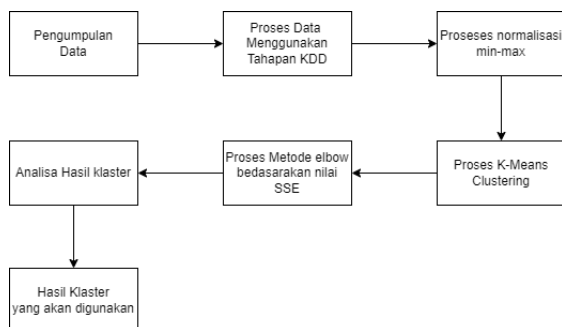 Pengumpulan
Data
Proses Data
Menggunakan
Tahapan KDD
Proseses normalisasi
min-max
Proses K-Means
Clustering
Proses Metode elbow
bedasarakan nilai
SSE
Analisa Hasil klaster
Hasil Klaster
yang akan digunakan